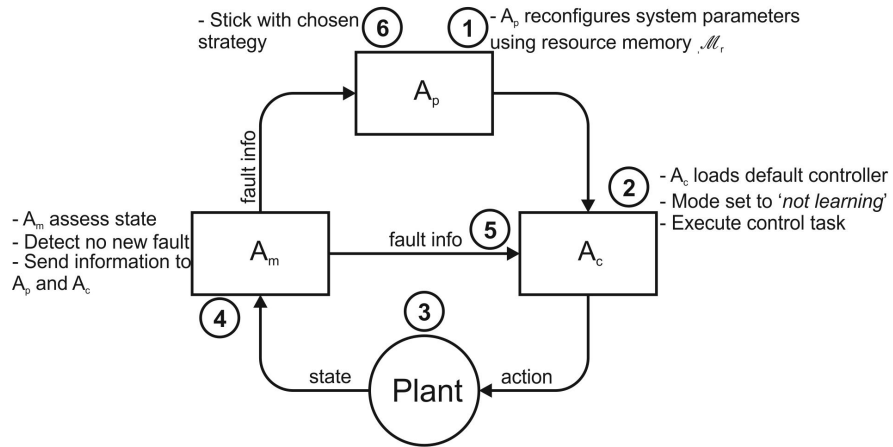 - Stick with chosen
strategy
6
1
- Aₚ reconfigures system parameters
using resource memory ℳᵣ
Aₚ
fault info
2
- A꜀ loads default controller
- Mode set to ‘not learning’
- Execute control task
- Aₘ assess state
- Detect no new fault
- Send information to
Aₚ and A꜀
Aₘ
fault info
5
A꜀
4
3
state
Plant
action